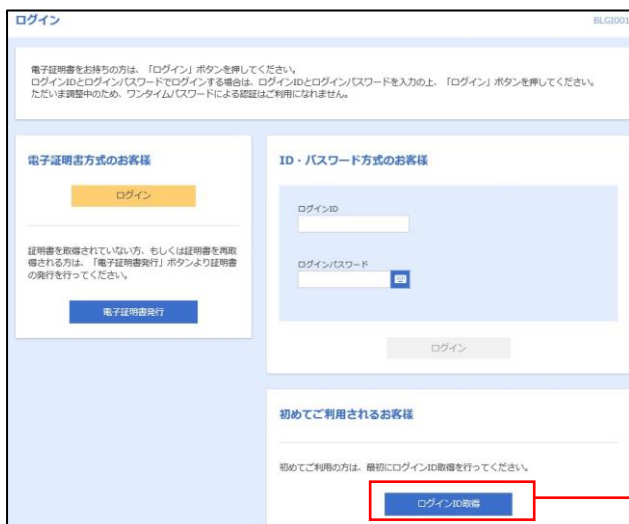 ログイン
BLGI001
電子証明書をお持ちの方は、「ログイン」ボタンを押してください。
ログインIDとログインパスワードでログインする場合は、ログインIDとログインパスワードを入力の上、「ログイン」ボタンを押してください。
ただいま調整中のため、ワンタイムパスワードによる認証はご利用になれません。
電子証明書方式のお客様
ログイン
証明書を取得されていない方、もしくは証明書を再取
得される方は、「電子証明書発行」ボタンより証明書
の発行を行ってください。
電子証明書発行
ID・パスワード方式のお客様
ログインID
ログインパスワード
ログイン
初めてご利用されるお客様
初めてご利用の方は、最初にログインID取得を行ってください。
ログインID取得